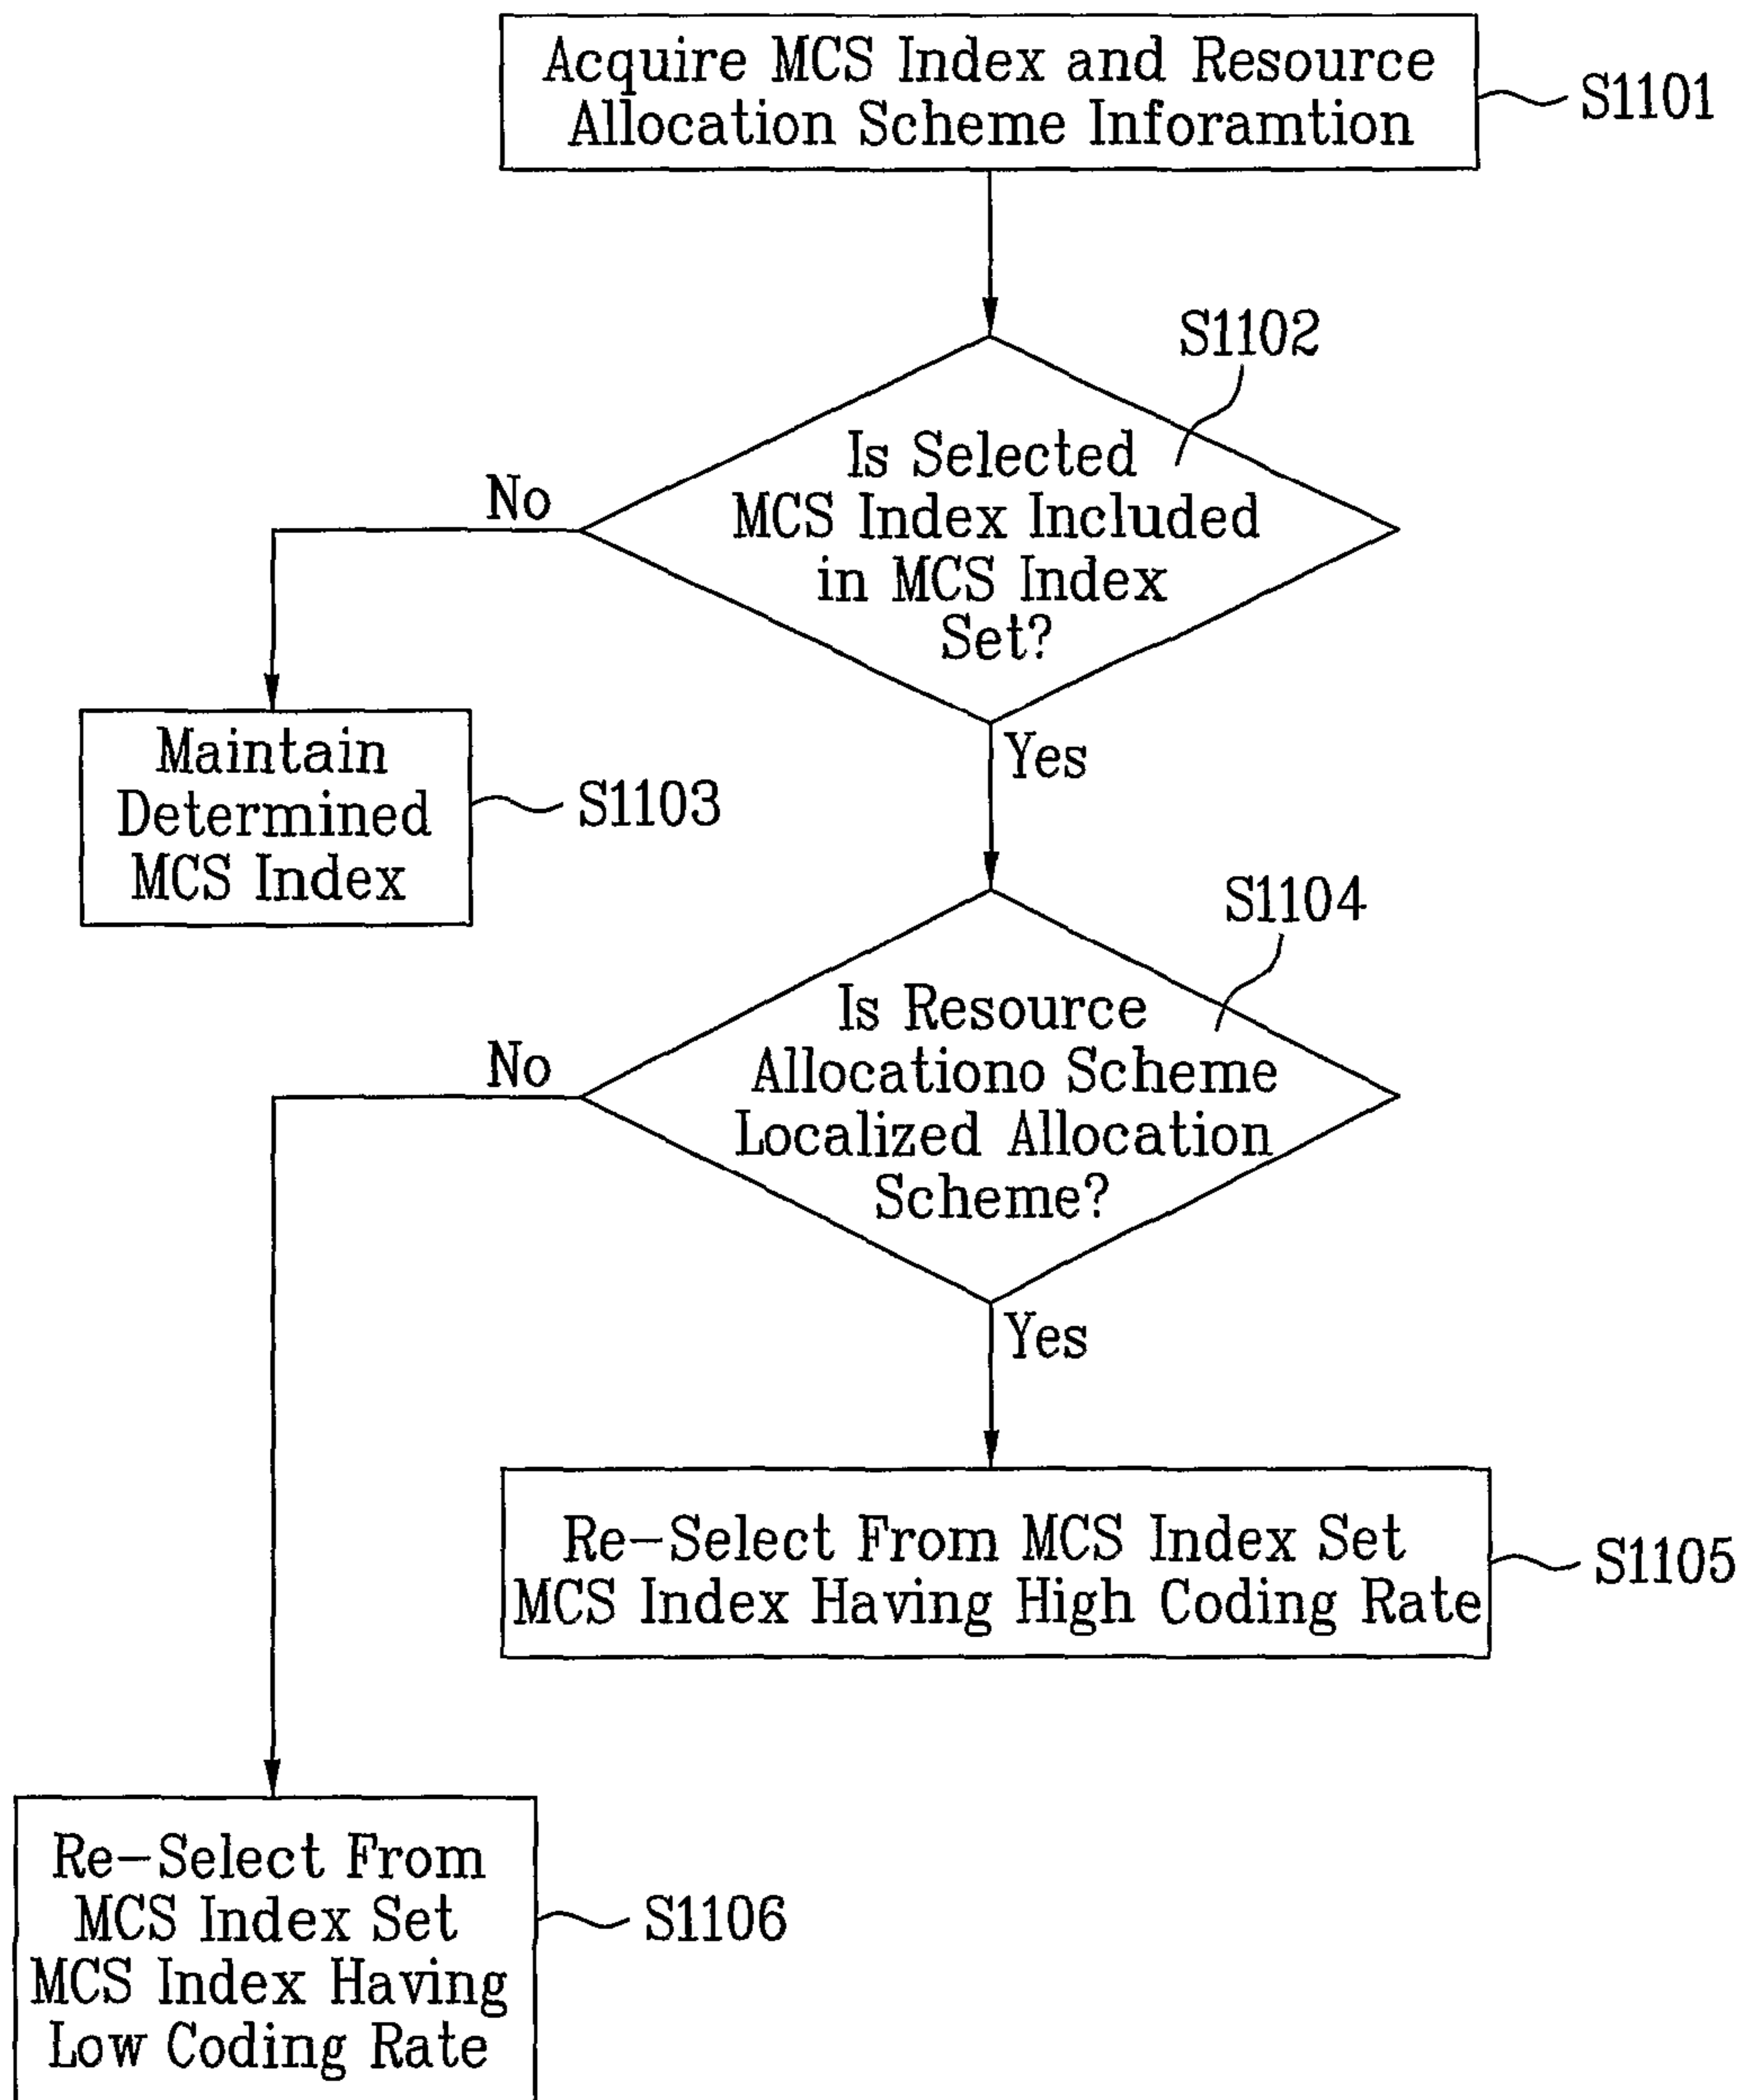 Acquire MCS Index and Resource
Allocation Scheme Inforamtion
S1101
S1102
Is Selected
MCS Index Included
in MCS Index
Set?
No
Yes
Maintain
Determined
MCS Index
S1103
S1104
Is Resource
Allocationo Scheme
Localized Allocation
Scheme?
No
Yes
Re-Select From MCS Index Set
MCS Index Having High Coding Rate
S1105
Re-Select From
MCS Index Set
MCS Index Having
Low Coding Rate
S1106